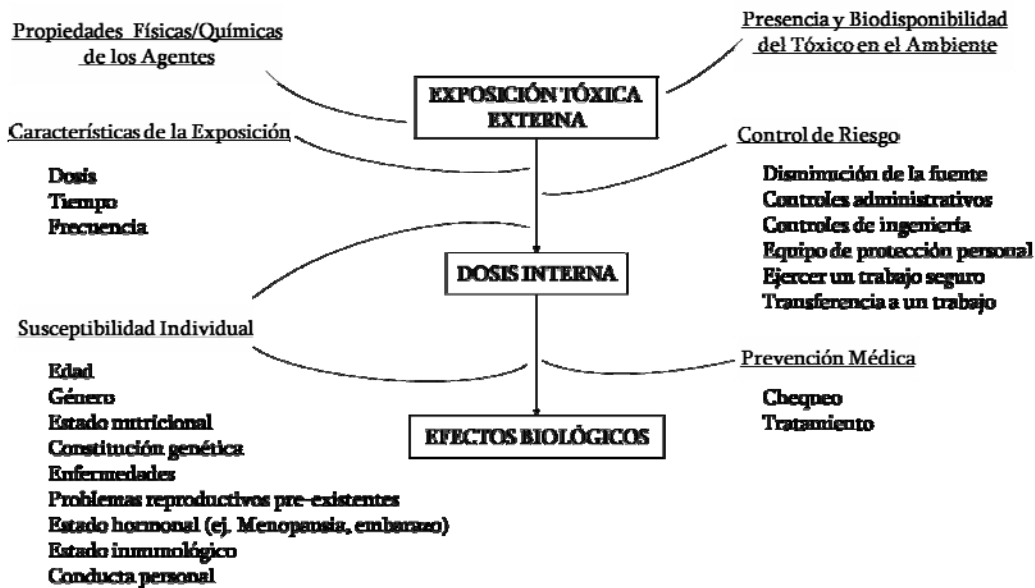 Propiedades Físicas/Químicas
de los Agentes
Presencia y Biodisponibilidad
del Tóxico en el Ambiente
EXPOSICIÓN TÓXICA
EXTERNA
Características de la Exposición
Dosis
Tiempo
Frecuencia
Control de Riesgo
Disminución de la fuente
Controles administrativos
Controles de ingeniería
Equipo de protección personal
Ejercer un trabajo seguro
Transferencia a un trabajo
DOSIS INTERNA
Susceptibilidad Individual
Edad
Género
Estado nutricional
Constitución genética
Enfermedades
Problemas reproductivos pre-existentes
Estado hormonal (ej. Menopausia, embarazo)
Estado inmunológico
Conducta personal
Prevención Médica
Chequeo
Tratamiento
EFECTOS BIOLÓGICOS